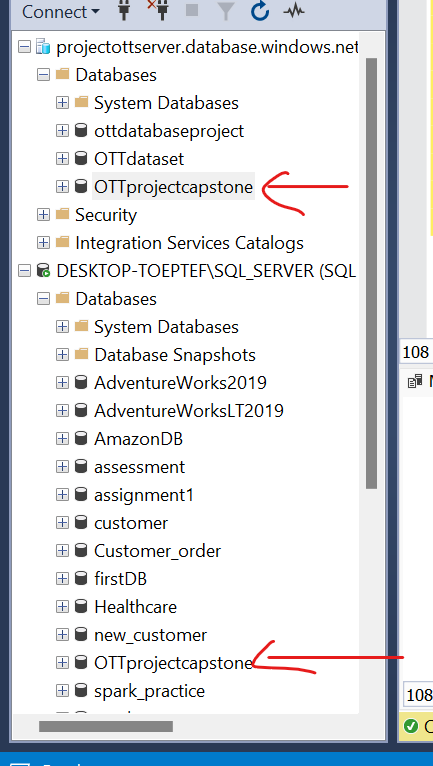 Connect
projectottserver.database.windows.net
Databases
System Databases
ottdatabaseproject
OTTdataset
OTTprojectcapstone
Security
Integration Services Catalogs
DESKTOP-TOEPTEF\SQL_SERVER (SQL
Databases
System Databases
Database Snapshots
AdventureWorks2019
AdventureWorksLT2019
AmazonDB
assessment
assignment1
customer
Customer_order
firstDB
Healthcare
new_customer
OTTprojectcapstone
spark_practice
108
108